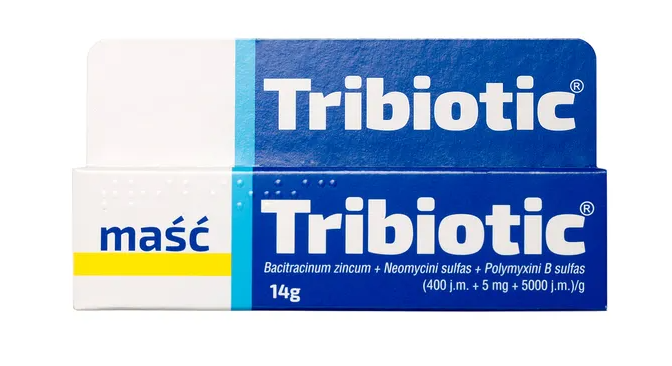 Tribiotic®
maść
Tribiotic®
Bacitracinum zincum + Neomycini sulfas + Polymyxini B sulfas
(400 j.m. + 5 mg + 5000 j.m.)/g
14g